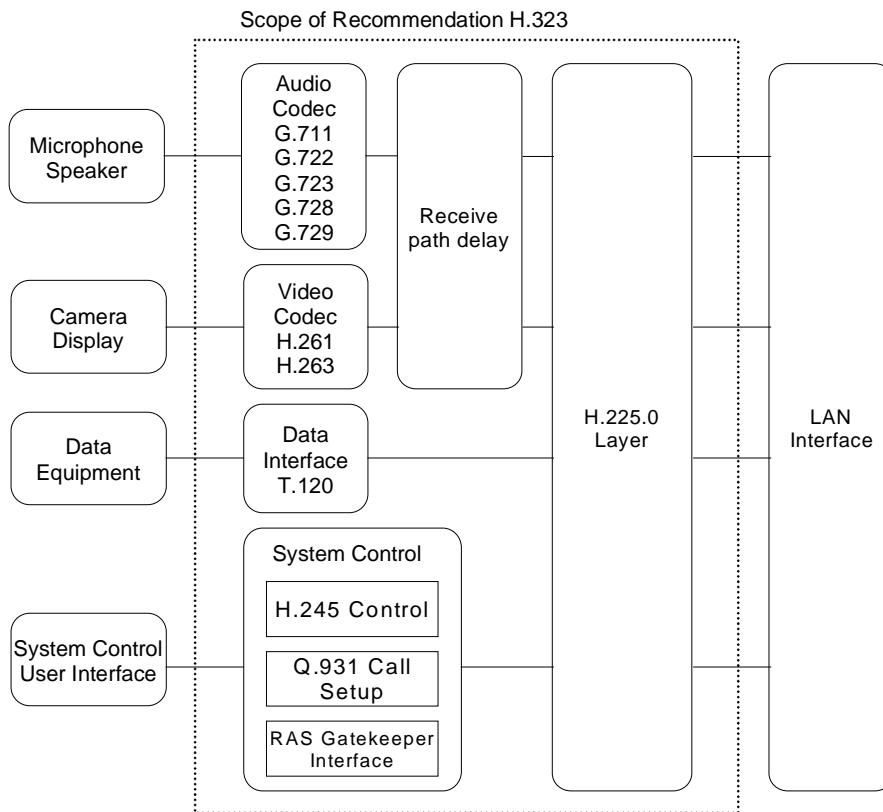 Scope of Recommendation H.323
Microphone
Speaker
Audio
Codec
G.711
G.722
G.723
G.728
G.729
Receive
path delay
Camera
Display
Video
Codec
H.261
H.263
H.225.0
Layer
LAN
Interface
Data
Equipment
Data
Interface
T.120
System Control
User Interface
System Control
H.245 Control
Q.931 Call
Setup
RAS Gatekeeper
Interface